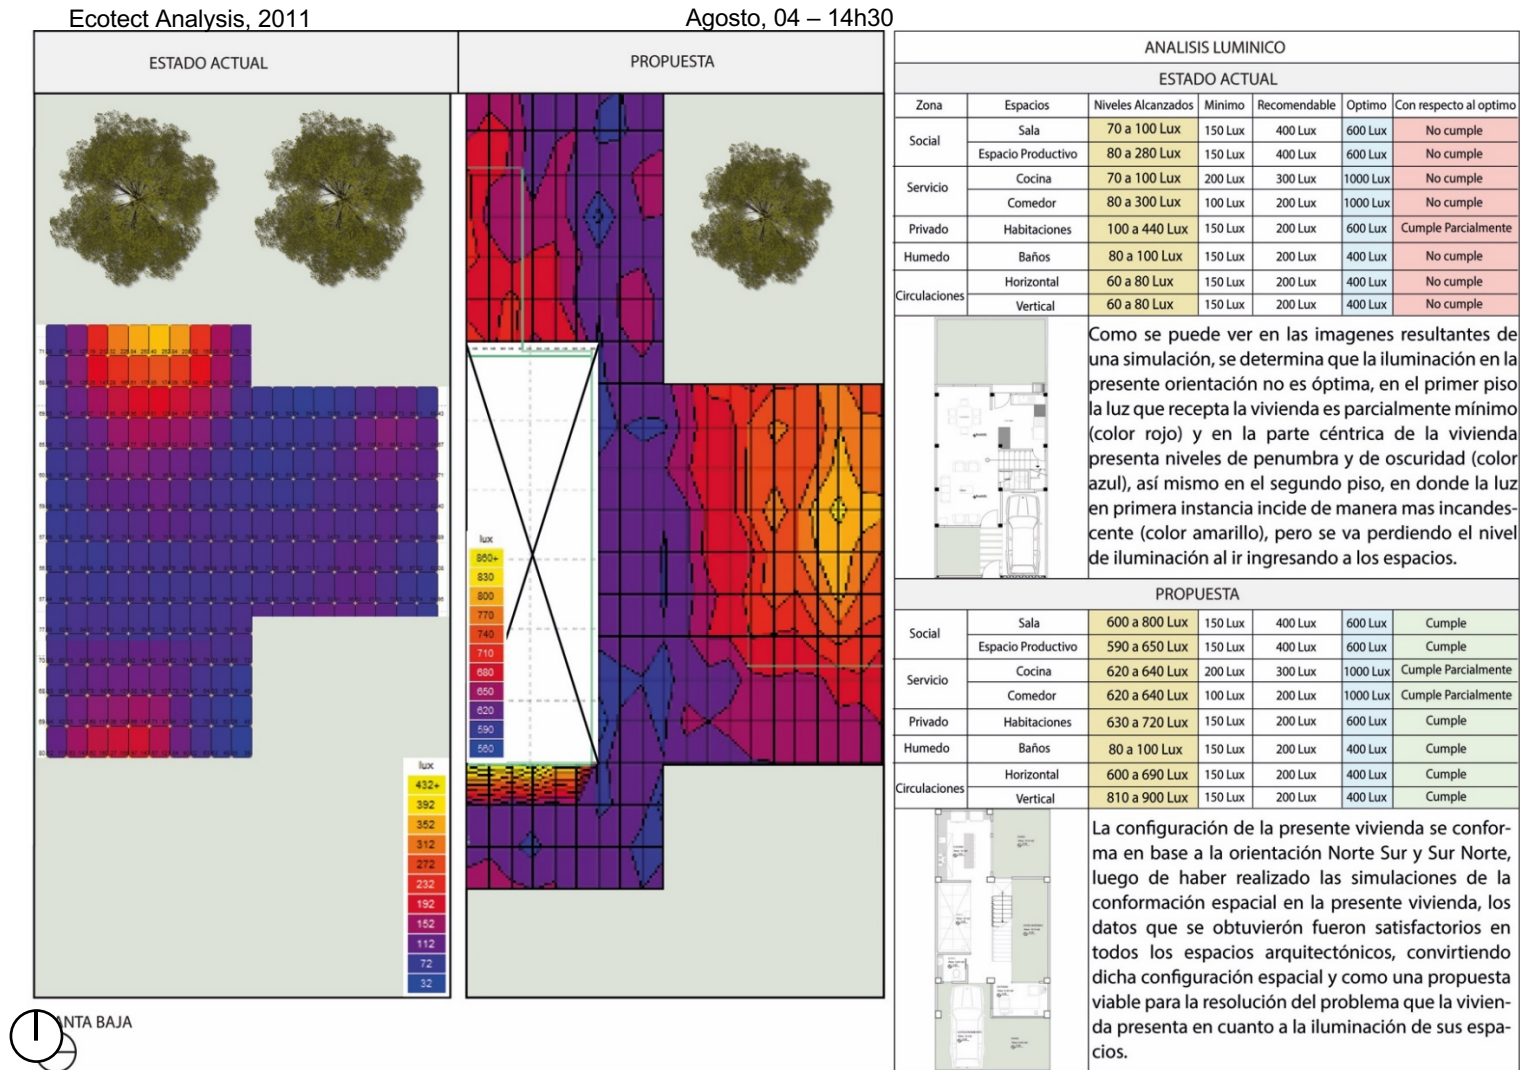 Ecotect Analysis, 2011
Agosto, 04 – 14h30
ESTADO ACTUAL
PROPUESTA
lux
432+
392
352
312
272
232
192
152
112
72
32
lux
860+
830
800
770
740
710
680
650
620
590
560
ANTA BAJA
ANALISIS LUMINICO
ESTADO ACTUAL
Zona Espacios Niveles Alcanzados Minimo Recomendable Optimo Con respecto al optimo
Social Sala 70 a 100 Lux 150 Lux 400 Lux 600 Lux No cumple
Espacio Productivo 80 a 280 Lux 150 Lux 400 Lux 600 Lux No cumple
Servicio Cocina 70 a 100 Lux 200 Lux 300 Lux 1000 Lux No cumple
Comedor 80 a 300 Lux 100 Lux 200 Lux 1000 Lux No cumple
Privado Habitaciones 100 a 440 Lux 150 Lux 200 Lux 600 Lux Cumple Parcialmente
Humedo Baños 80 a 100 Lux 150 Lux 200 Lux 400 Lux No cumple
Circulaciones Horizontal 60 a 80 Lux 150 Lux 200 Lux 400 Lux No cumple
Vertical 60 a 80 Lux 150 Lux 200 Lux 400 Lux No cumple
Como se puede ver en las imagenes resultantes de
una simulación, se determina que la iluminación en la
presente orientación no es óptima, en el primer piso
la luz que recepta la vivienda es parcialmente mínimo
(color rojo) y en la parte céntrica de la vivienda
presenta niveles de penumbra y de oscuridad (color
azul), así mismo en el segundo piso, en donde la luz
en primera instancia incide de manera mas incandes-
cente (color amarillo), pero se va perdiendo el nivel
de iluminación al ir ingresando a los espacios.
PROPUESTA
Social Sala 600 a 800 Lux 150 Lux 400 Lux 600 Lux Cumple
Espacio Productivo 590 a 650 Lux 150 Lux 400 Lux 600 Lux Cumple
Servicio Cocina 620 a 640 Lux 200 Lux 300 Lux 1000 Lux Cumple Parcialmente
Comedor 620 a 640 Lux 100 Lux 200 Lux 1000 Lux Cumple Parcialmente
Privado Habitaciones 630 a 720 Lux 150 Lux 200 Lux 600 Lux Cumple
Humedo Baños 80 a 100 Lux 150 Lux 200 Lux 400 Lux Cumple
Circulaciones Horizontal 600 a 690 Lux 150 Lux 200 Lux 400 Lux Cumple
Vertical 810 a 900 Lux 150 Lux 200 Lux 400 Lux Cumple
La configuración de la presente vivienda se confor-
ma en base a la orientación Norte Sur y Sur Norte,
luego de haber realizado las simulaciones de la
conformación espacial en la presente vivienda, los
datos que se obtuvierón fueron satisfactorios en
todos los espacios arquitectónicos, convirtiendo
dicha configuración espacial y como una propuesta
viable para la resolución del problema que la vivien-
da presenta en cuanto a la iluminación de sus espa-
cios.